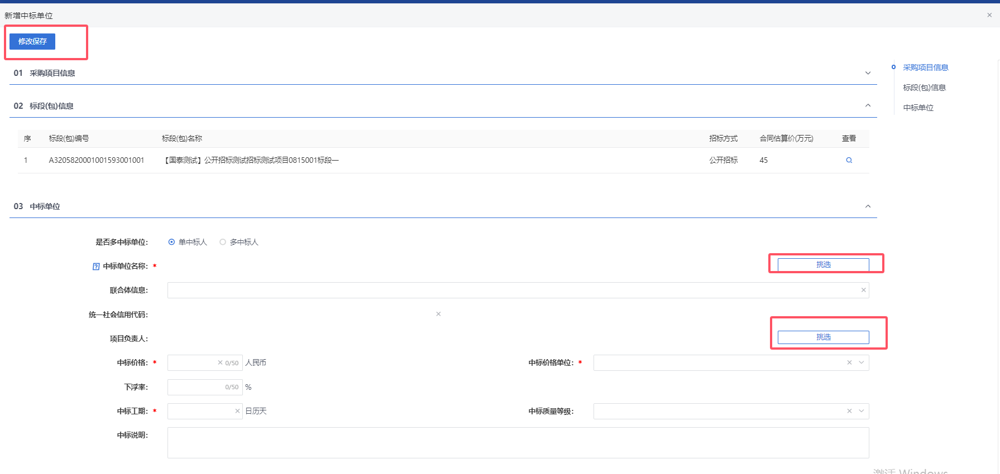 新增中标单位
修改保存
01 采购项目信息
采购项目信息
标段(包)信息
中标单位
02 标段(包)信息
序 标段(包)编号 标段(包)名称 招标方式 合同估算价(万元) 查看
1 A3205820001001593001001 【国泰测试】公开招标测试招标测试项目0815001标段一 公开招标 45
03 中标单位
是否多中标单位: 单中标人 多中标人
中标单位名称: * 挑选
联合体信息:
统一社会信用代码:
项目负责人: 挑选
中标价格: * 0/50 人民币 中标价格单位: *
下浮率: 0/50 %
中标工期: * 日历天 中标质量等级:
中标说明:
激活 Windows